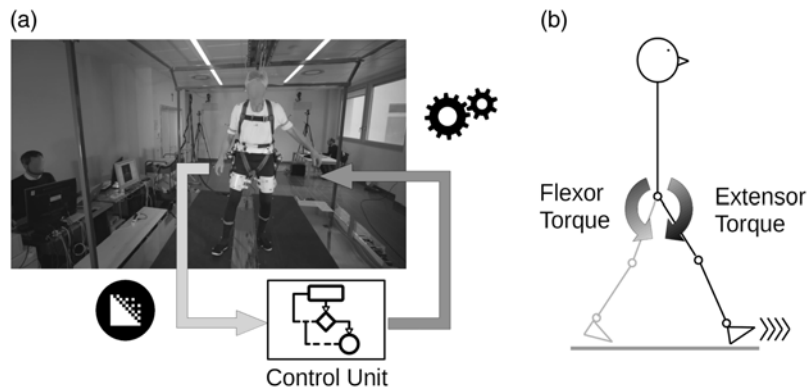 (a)
(b)
Control Unit
Flexor
Torque
Extensor
Torque